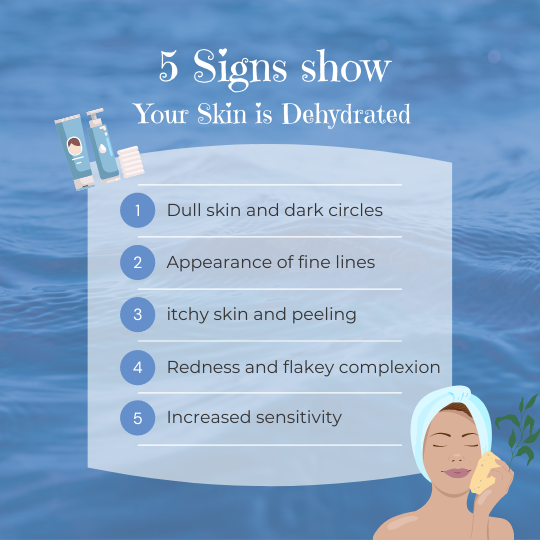 5 Signs show
Your Skin is Dehydrated
1 Dull skin and dark circles
2 Appearance of fine lines
3 itchy skin and peeling
4 Redness and flakey complexion
5 Increased sensitivity